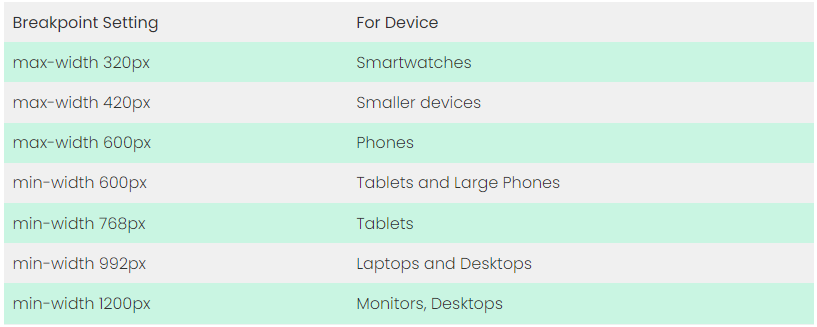 Breakpoint Setting For Device
max-width 320px Smartwatches
max-width 420px Smaller devices
max-width 600px Phones
min-width 600px Tablets and Large Phones
min-width 768px Tablets
min-width 992px Laptops and Desktops
min-width 1200px Monitors, Desktops